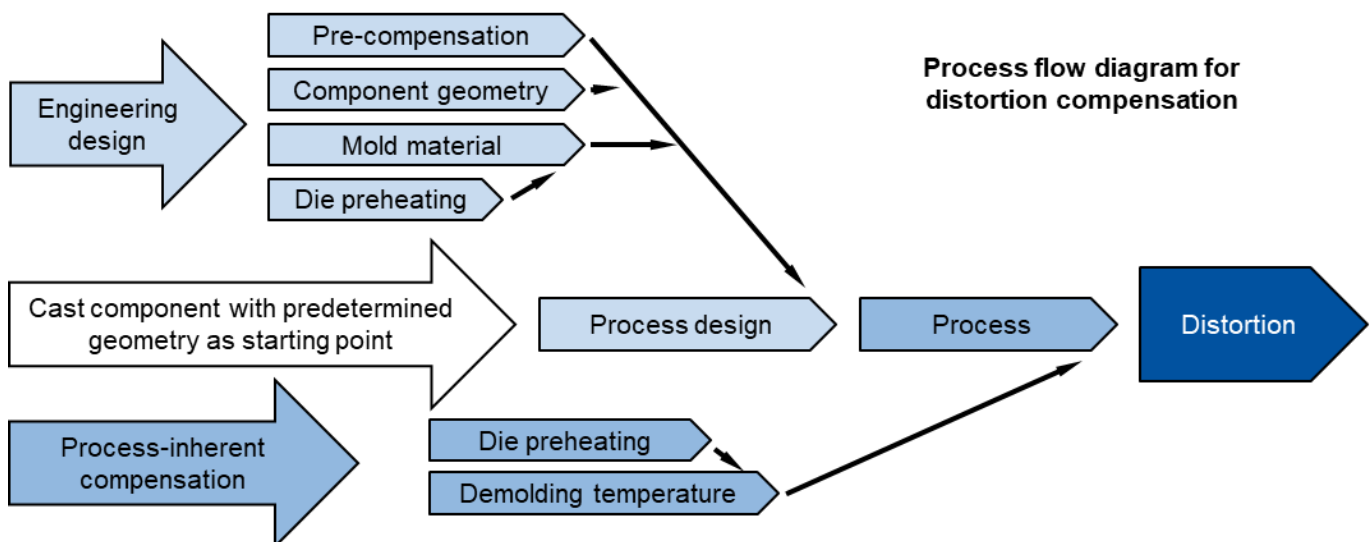 Pre-compensation
Process flow diagram for
distortion compensation
Component geometry
Engineering
design
Mold material
Die preheating
Cast component with predetermined
geometry as starting point
Process design
Process
Distortion
Process-inherent
compensation
Die preheating
Demolding temperature